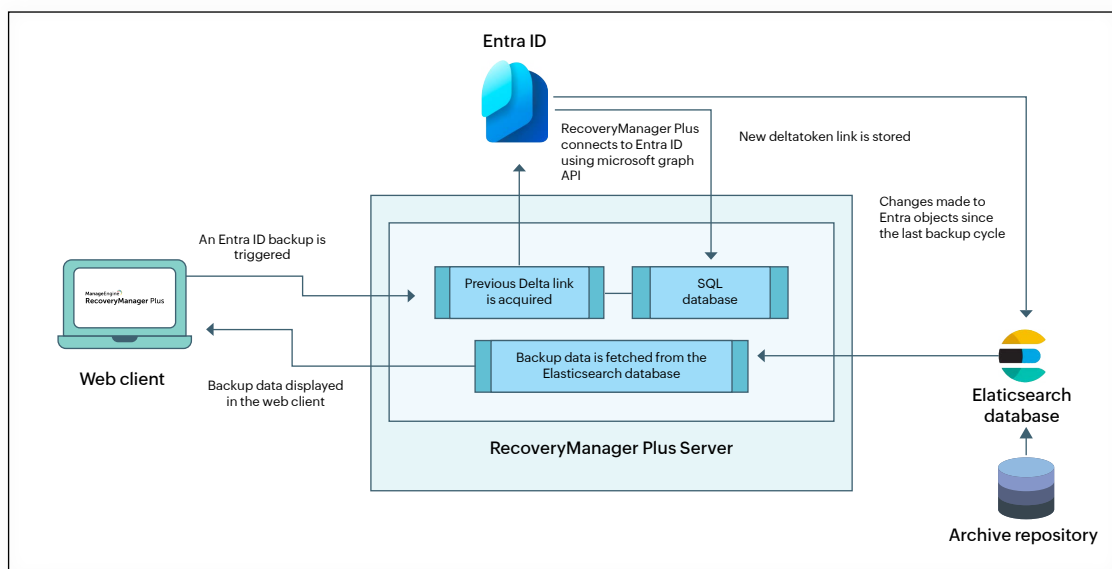 Entra ID
RecoveryManager Plus
connects to Entra ID
using microsoft graph
API
New deltatoken link is stored
Changes made to
Entra objects since
the last backup cycle
An Entra ID backup is
triggered
ManageEngine
RecoveryManager Plus
Web client
Previous Delta link
is acquired
SQL
database
Backup data is fetched from the
Elasticsearch database
Backup data displayed
in the web client
RecoveryManager Plus Server
Elaticsearch
database
Archive repository